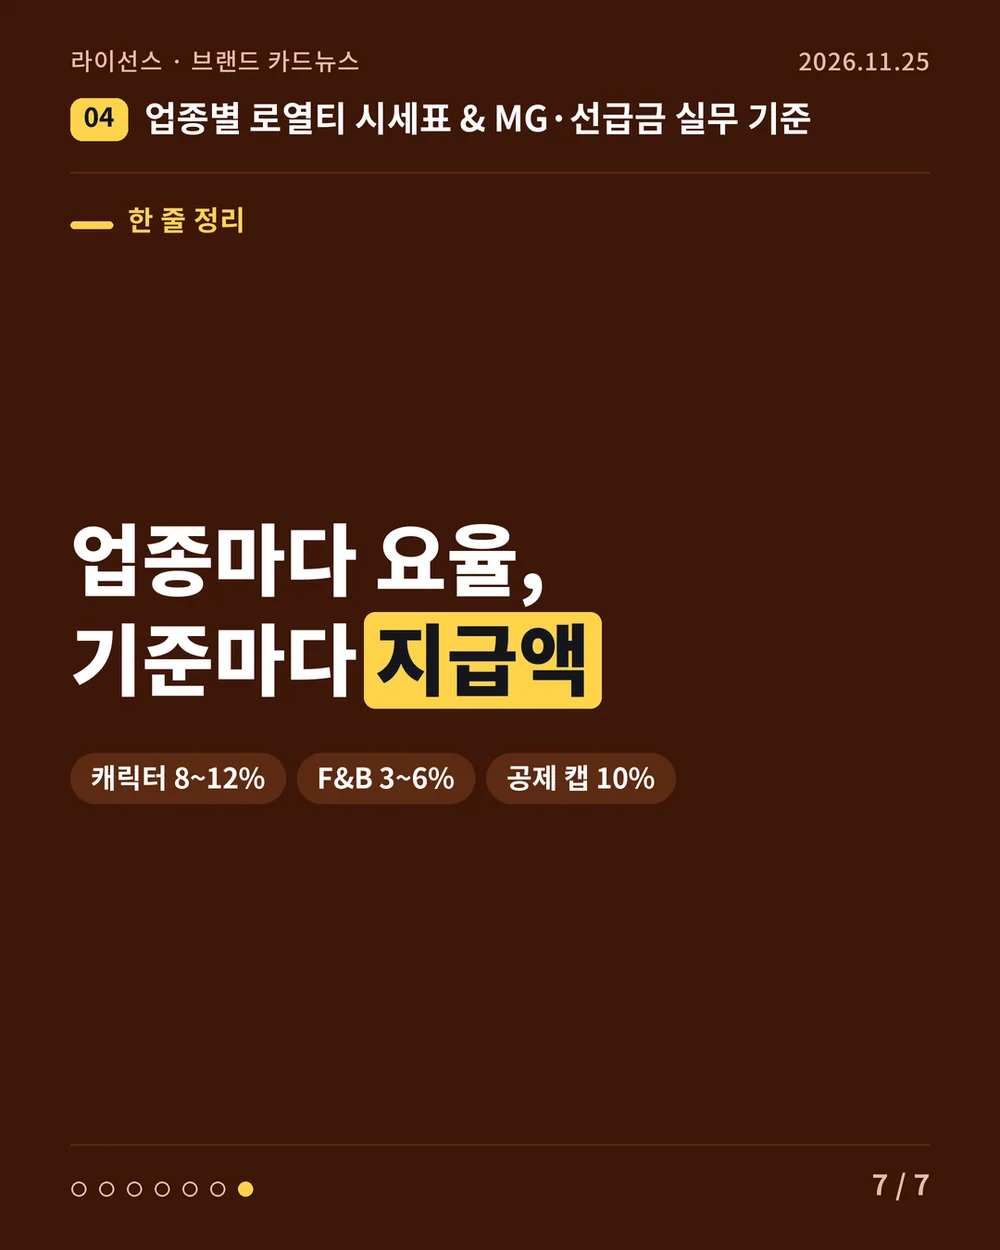 라이선스 · 브랜드 카드뉴스
2026.11.25
04 업종별 로열티 시세표 & MG·선급금 실무 기준
한 줄 정리
업종마다 요율,
기준마다 지급액
캐릭터 8~12% F&B 3~6% 공제 캡 10%
7 / 7